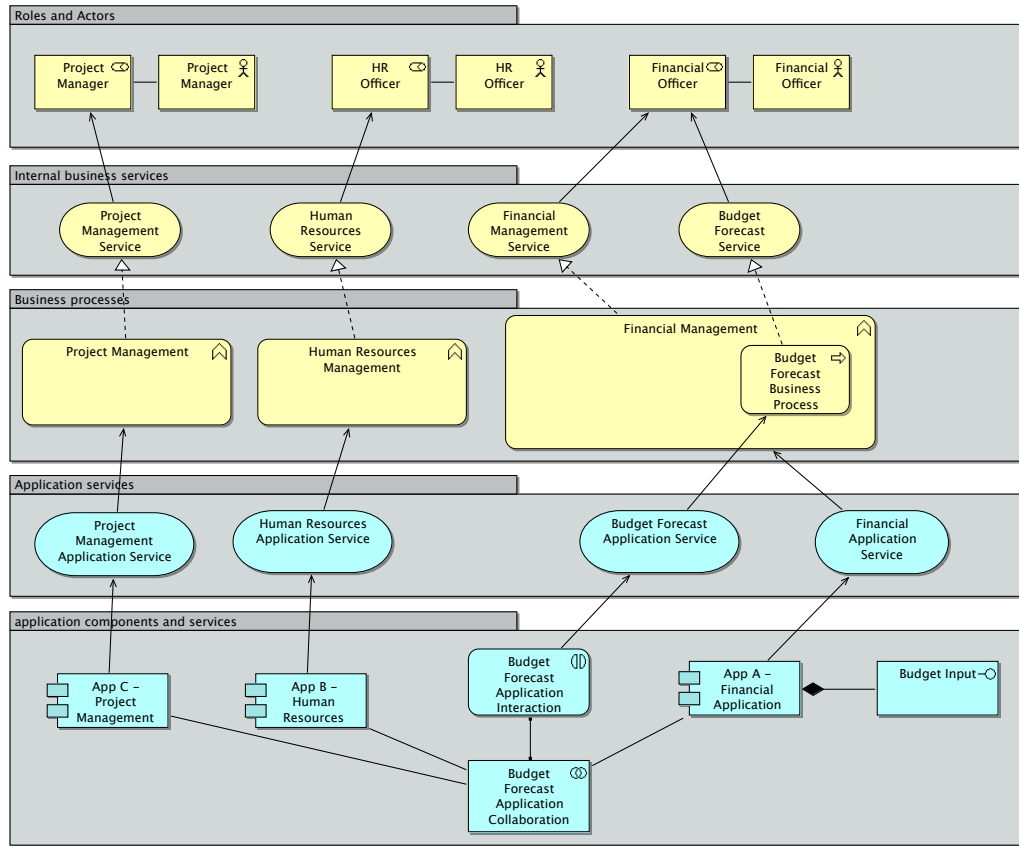 Roles and Actors
Project
Manager
Project
Manager
HR
Officer
HR
Officer
Financial
Officer
Financial
Officer
Internal business services
Project
Management
Service
Human
Resources
Service
Financial
Management
Service
Budget
Forecast
Service
Business processes
Project Management
Human Resources
Management
Financial Management
Budget
Forecast
Business
Process
Application services
Project
Management
Application Service
Human Resources
Application Service
Budget Forecast
Application Service
Financial
Application
Service
application components and services
App C –
Project
Management
App B –
Human
Resources
Budget
Forecast
Application
Interaction
App A –
Financial
Application
Budget Input
Budget
Forecast
Application
Collaboration